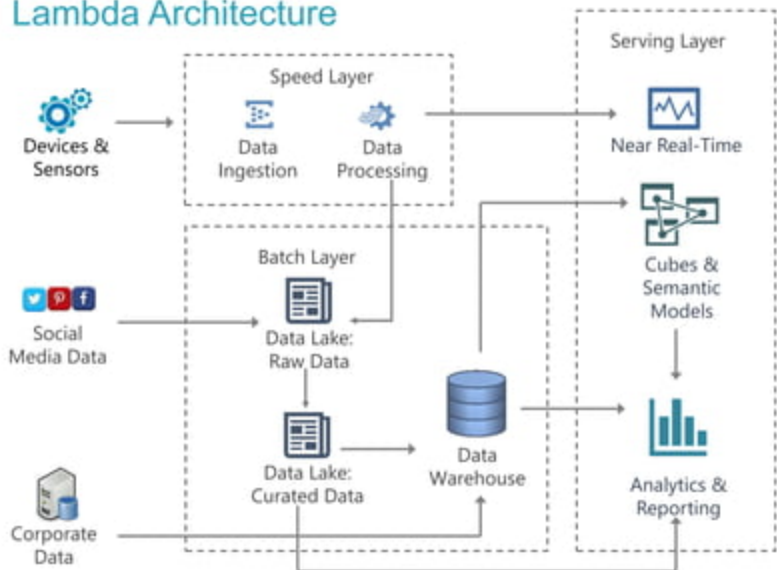 Lambda Architecture
Serving Layer
Speed Layer
Devices &
Sensors
Data
Ingestion
Data
Processing
Near Real-Time
Batch Layer
Cubes &
Semantic
Models
Social
Media Data
Data Lake:
Raw Data
Data Lake:
Curated Data
Data
Warehouse
Analytics &
Reporting
Corporate
Data